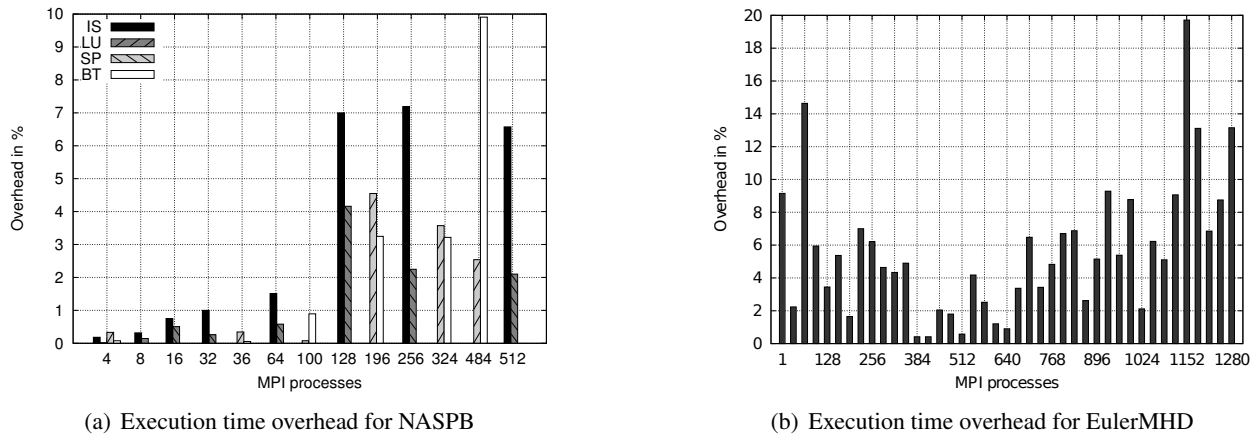 IS
LU
SP
BT
10
9
8
7
6
5
4
3
2
1
0
Overhead in %
4 8 16 32 36 64 100 128 196 256 324 484 512
MPI processes
(a) Execution time overhead for NASPB
20
18
16
14
12
10
8
6
4
2
0
Overhead in %
1 128 256 384 512 640 768 896 1024 1152 1280
MPI processes
(b) Execution time overhead for EulerMHD